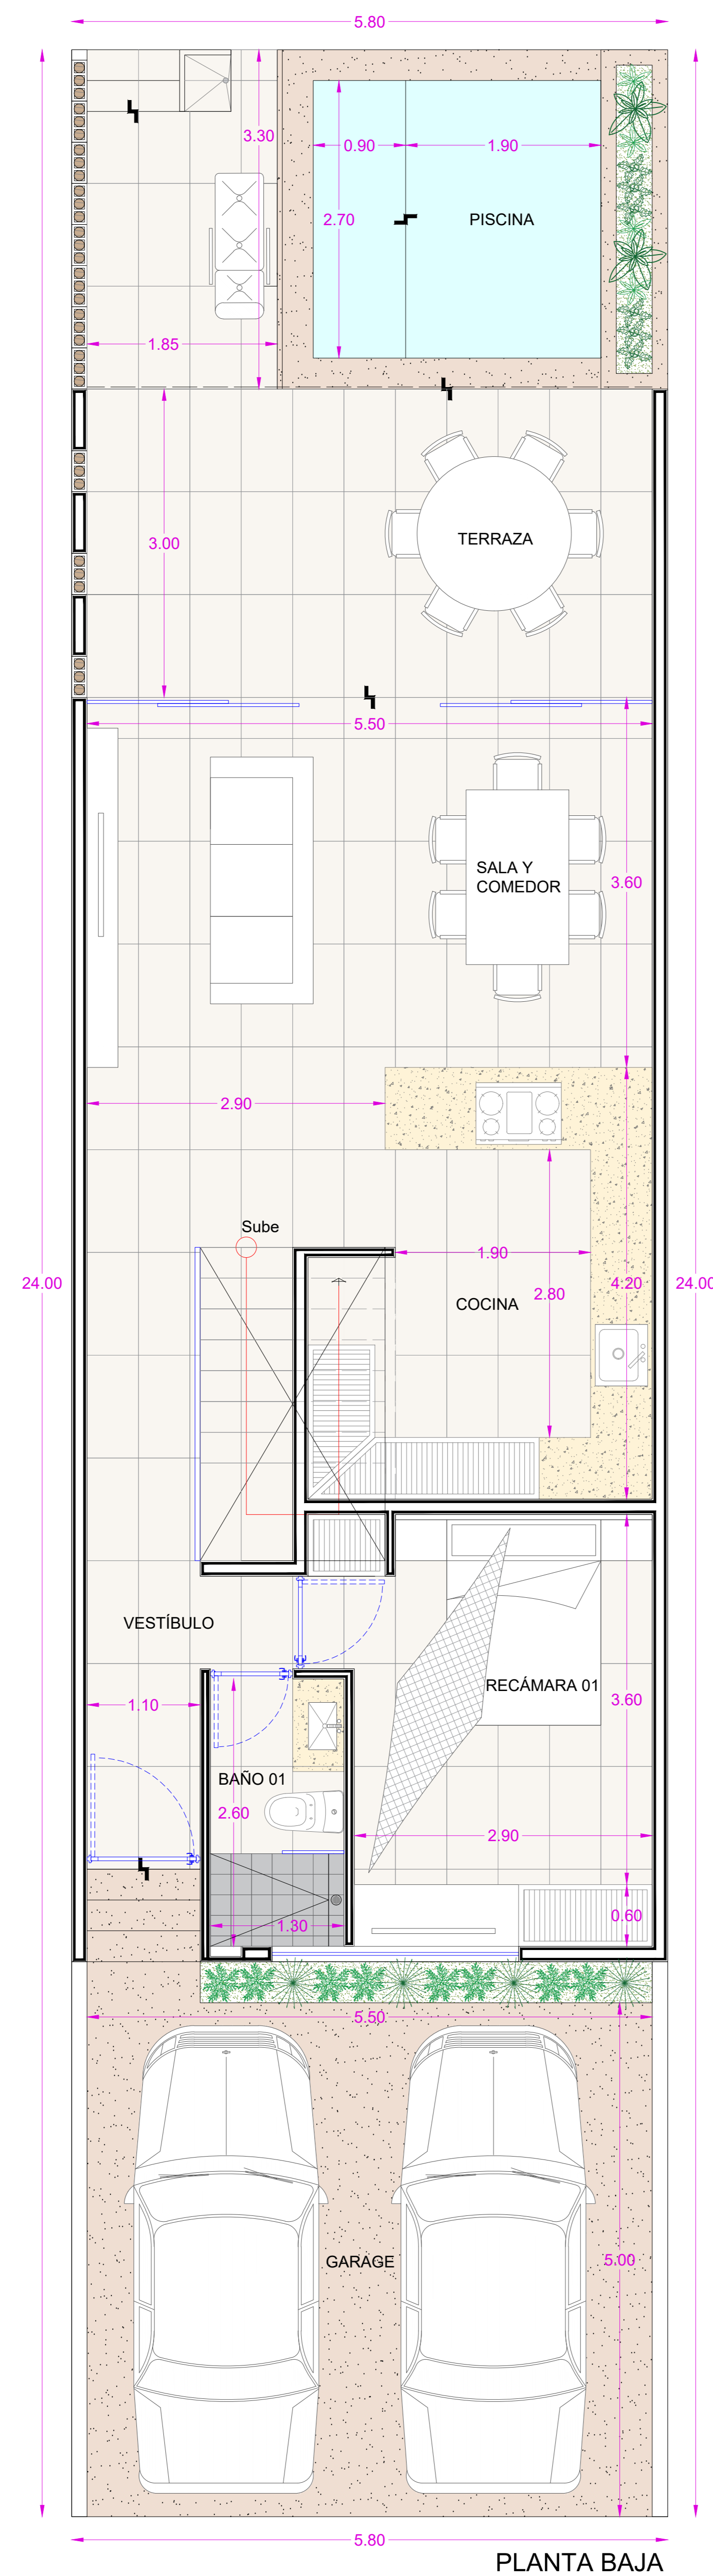 5.80
3.30
0.90
1.90
2.70
PISCINA
1.85
3.00
TERRAZA
5.50
SALA Y
COMEDOR
3.60
2.90
Sube
1.90
24.00
COCINA
2.80
4.20
24.00
VESTÍBULO
RECÁMARA 01
3.60
1.10
BAÑO 01
2.60
2.90
0.60
1.30
5.50
GARAGE
5.00
5.80
PLANTA BAJA